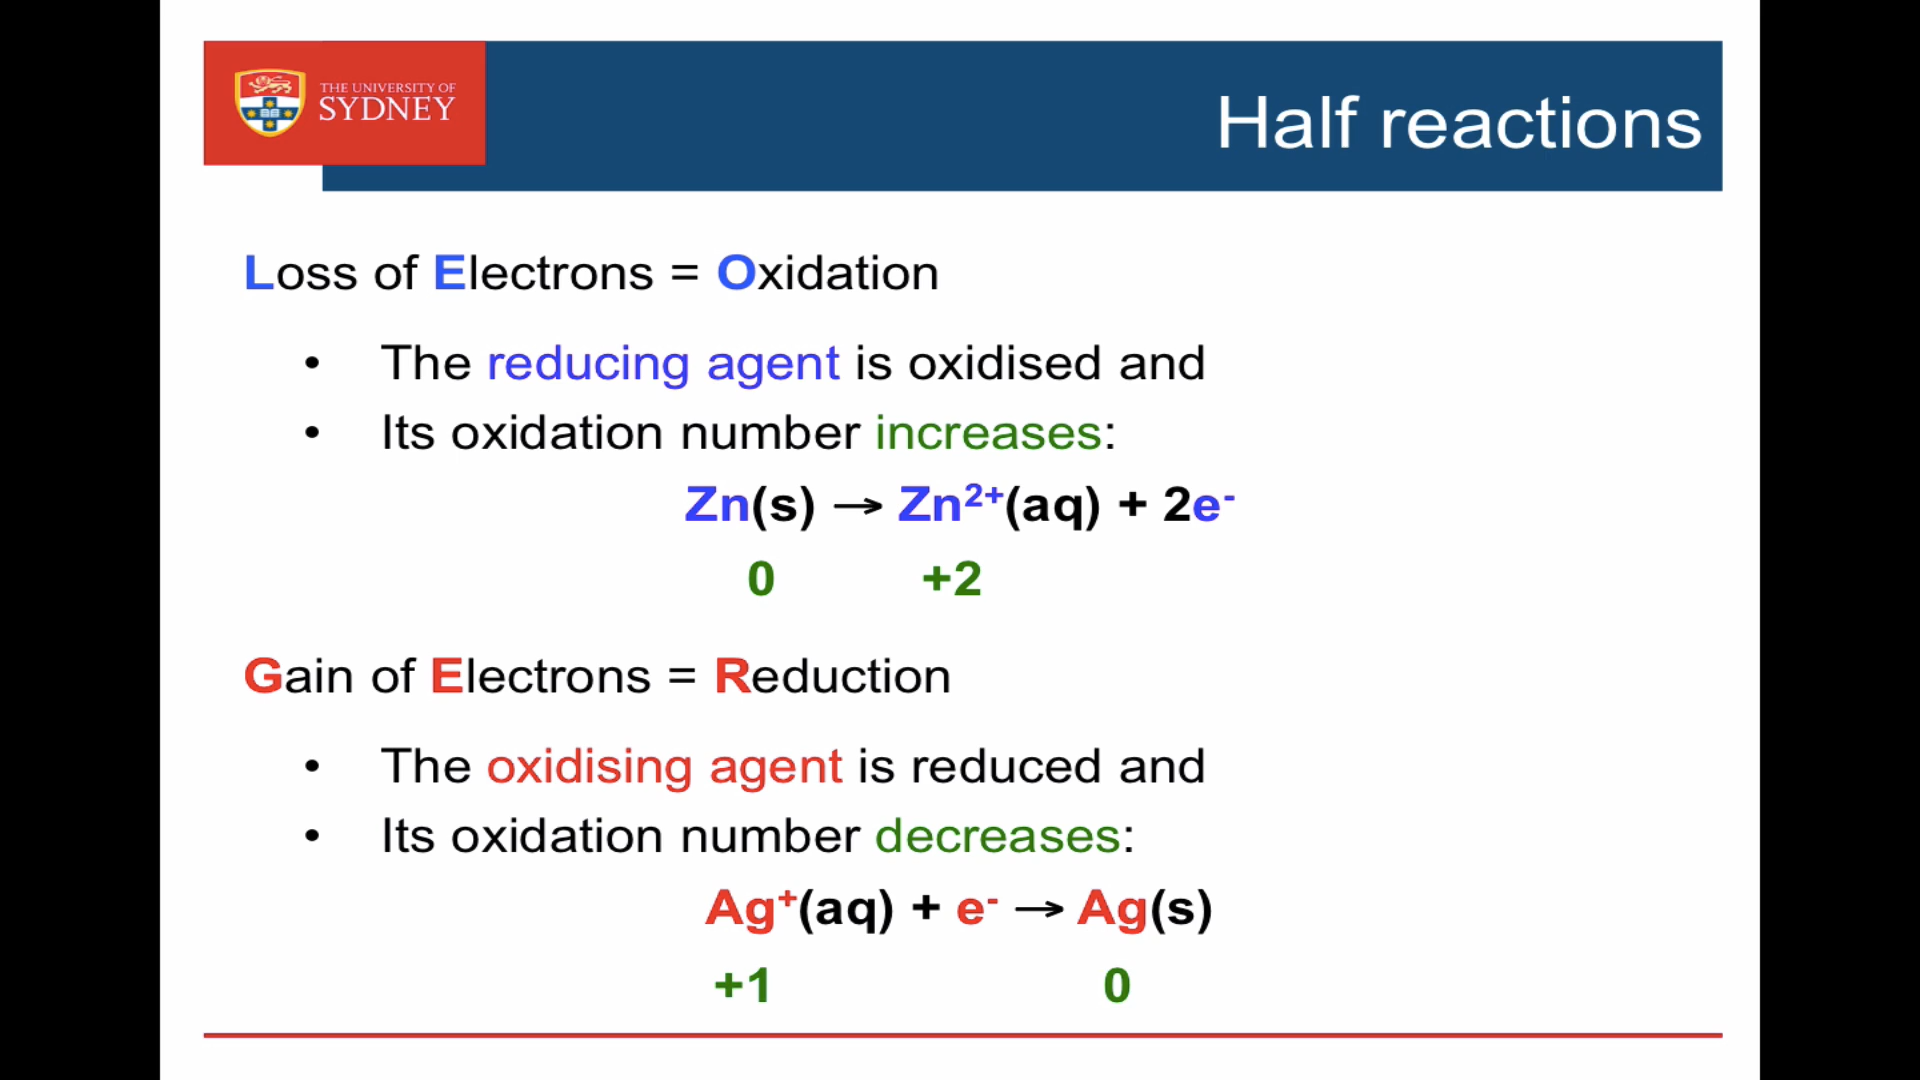 THE UNIVERSITY OF
SYDNEY
Half reactions
Loss of Electrons = Oxidation
• The reducing agent is oxidised and
• Its oxidation number increases:
Zn(s) → Zn²⁺(aq) + 2e⁻
0 +2
Gain of Electrons = Reduction
• The oxidising agent is reduced and
• Its oxidation number decreases:
Ag⁺(aq) + e⁻ → Ag(s)
+1 0